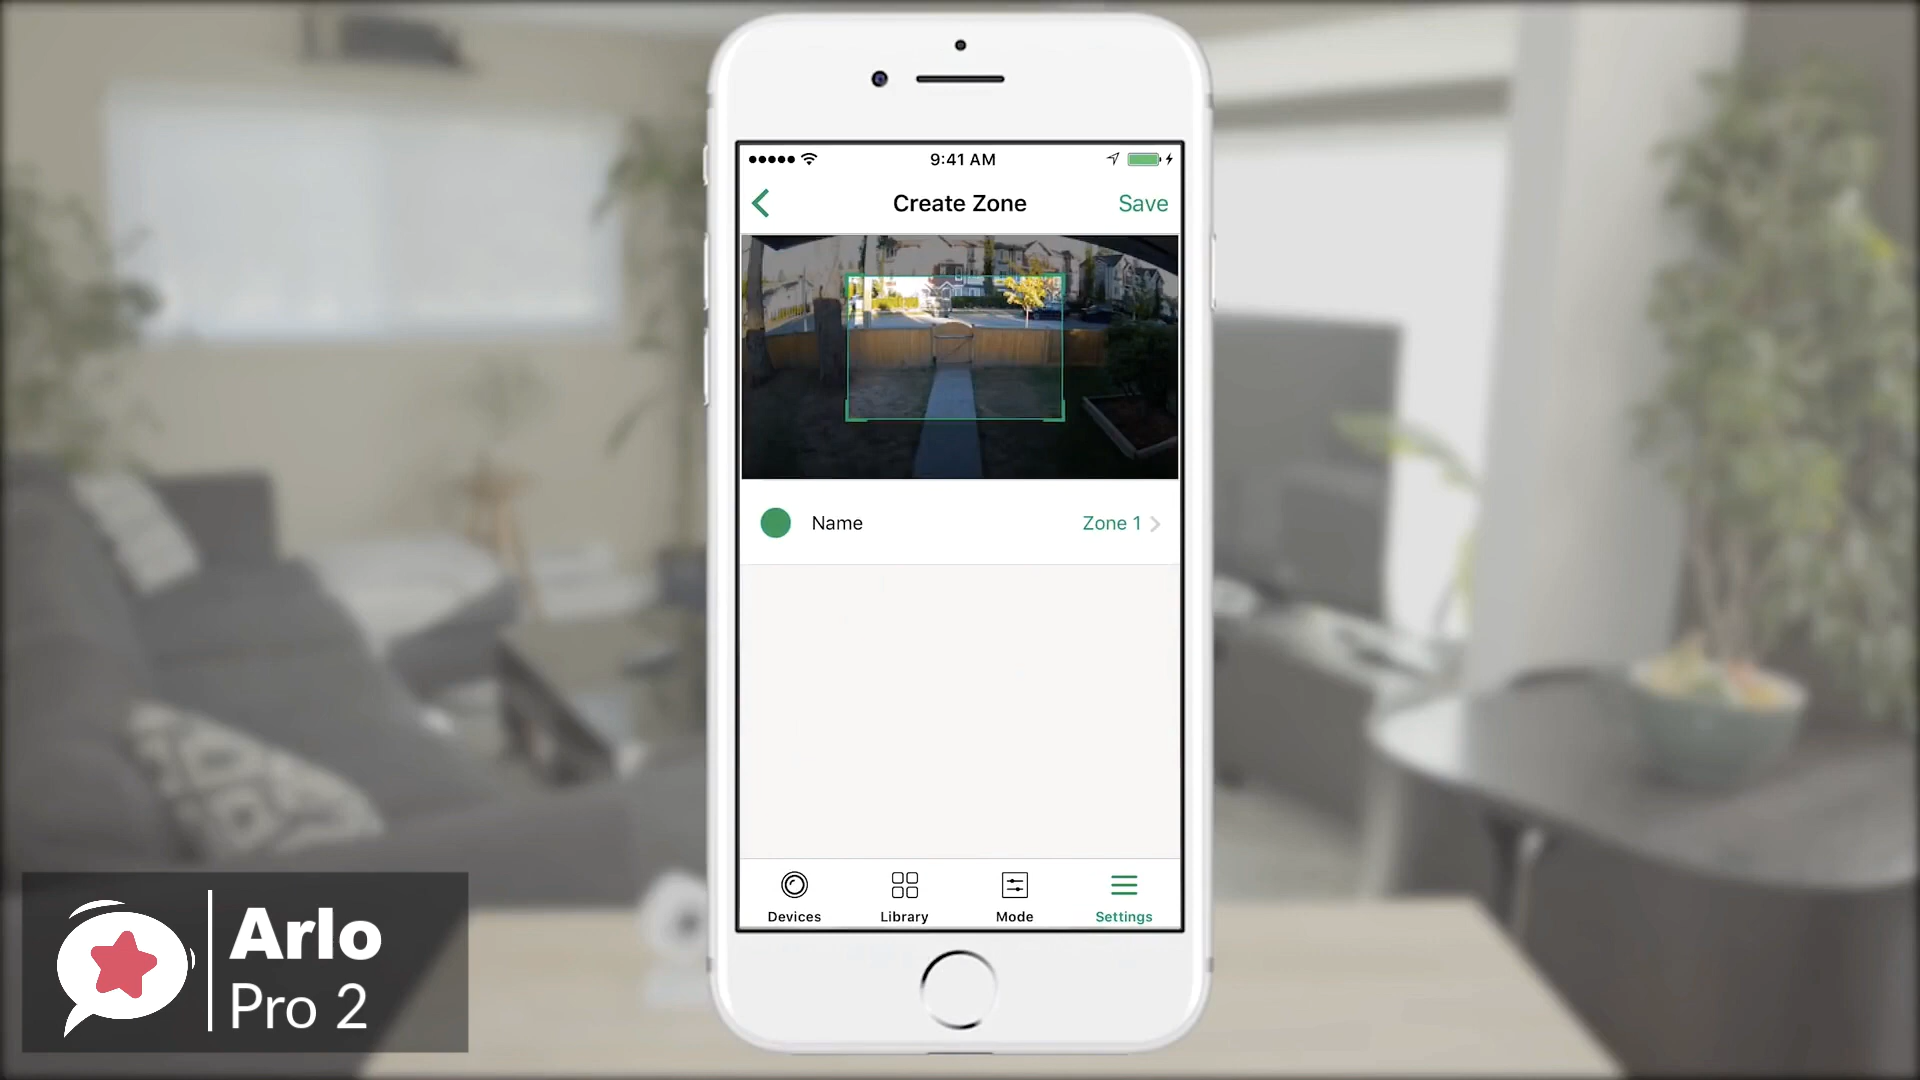 9:41 AM
Create Zone
Save
Name
Zone 1
Devices
Library
Mode
Settings
Arlo
Pro 2